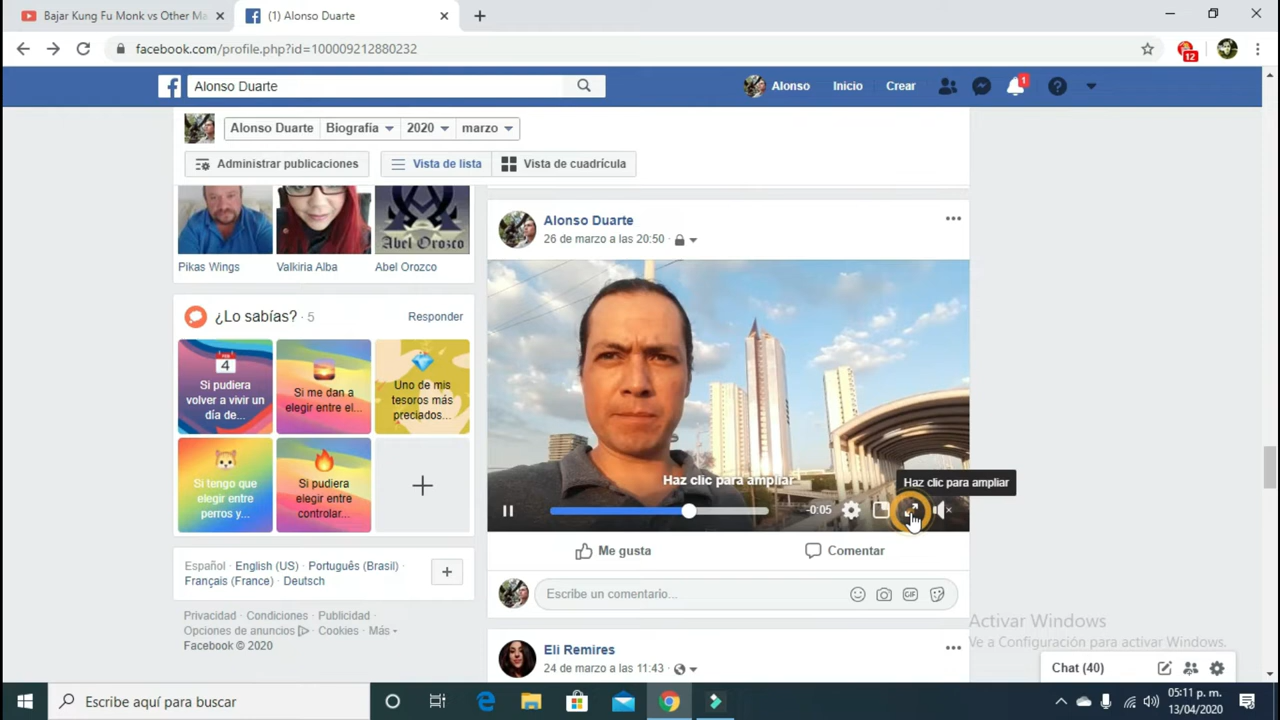 Bajar Kung Fu Monk vs Other Ma
(1) Alonso Duarte
facebook.com/profile.php?id=100009212880232
12
Alonso Duarte
Alonso
Inicio
Crear
1
Alonso Duarte
Biografía
2020
marzo
Administrar publicaciones
Vista de lista
Vista de cuadrícula
Abel Orozco
Pikas Wings
Valkiria Alba
Abel Orozco
¿Lo sabías? · 5
Responder
FEB
4
Si pudiera
volver a vivir un
día de...
Si me dan a
elegir entre el...
Uno de mis
tesoros más
preciados...
Si tengo que
elegir entre
perros y...
Si pudiera
elegir entre
controlar...
Español · English (US) · Português (Brasil) ·
Français (France) · Deutsch
Privacidad · Condiciones · Publicidad ·
Opciones de anuncios · Cookies · Más
Facebook © 2020
Alonso Duarte
26 de marzo a las 20:50 ·
Haz clic para ampliar
Haz clic para ampliar
-0:05
Me gusta
Comentar
Escribe un comentario...
GIF
Eli Remires
24 de marzo a las 11:43 ·
Activar Windows
Ve a Configuración para activar Windows.
Chat (40)
Escribe aquí para buscar
05:11 p. m.
13/04/2020